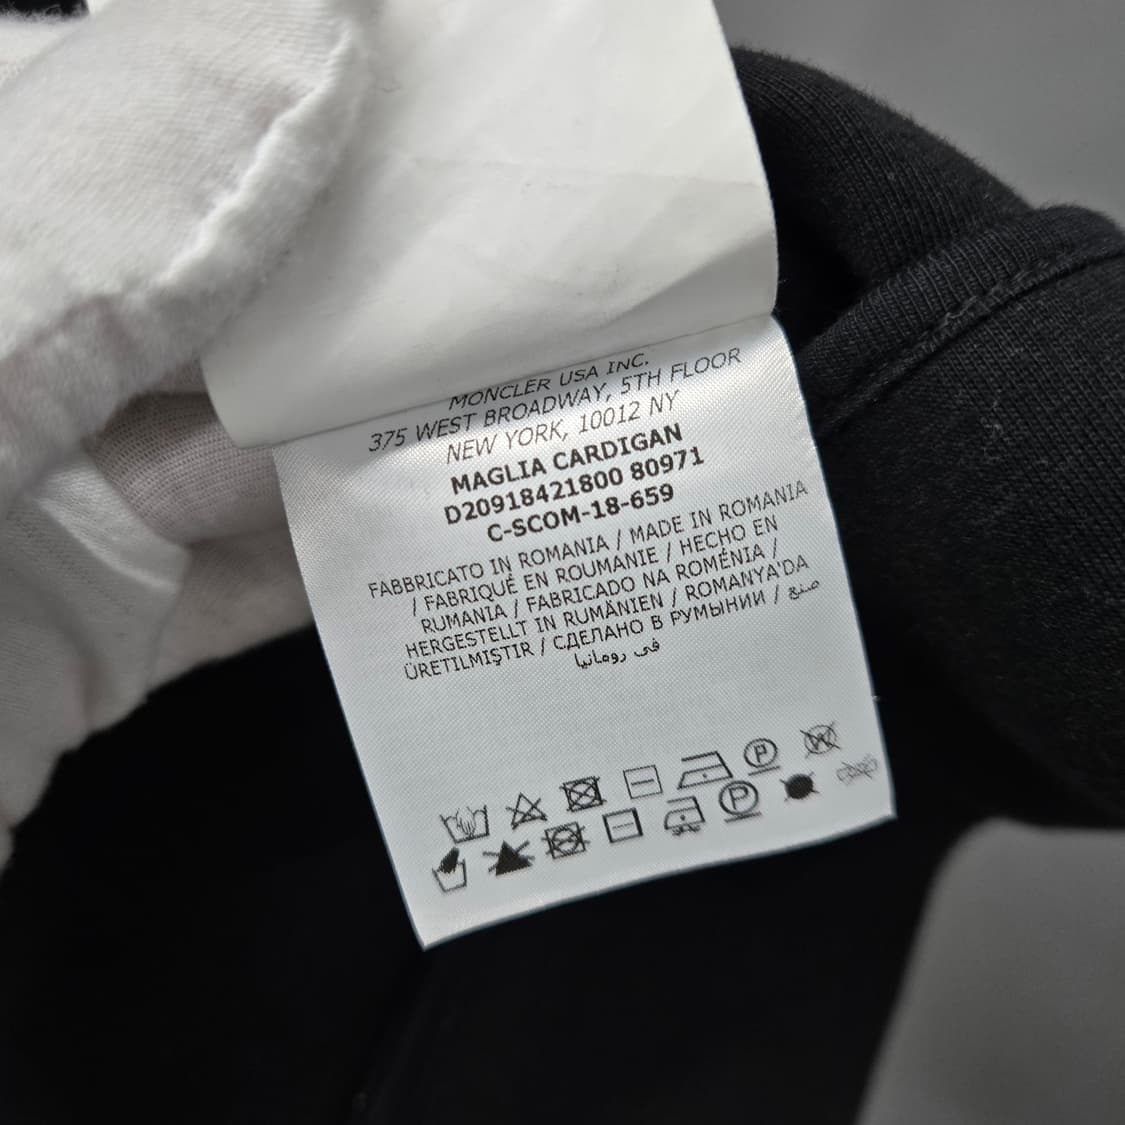 MONCLER USA INC.
375 WEST BROADWAY, 5TH FLOOR
NEW YORK, 10012 NY
MAGLIA CARDIGAN
D20918421800 80971
C-SCOM-18-659
FABBRICATO IN ROMANIA / MADE IN ROMANIA
/ FABRIQUÉ EN ROUMANIE / HECHO EN
RUMANIA / FABRICADO NA ROMÉNIA /
HERGESTELLT IN RUMÄNIEN / ROMANYA'DA
ÜRETILMIŞTIR / СДЕЛАНО В РУМЫНИИ / صنع
في رومانيا
P W
P